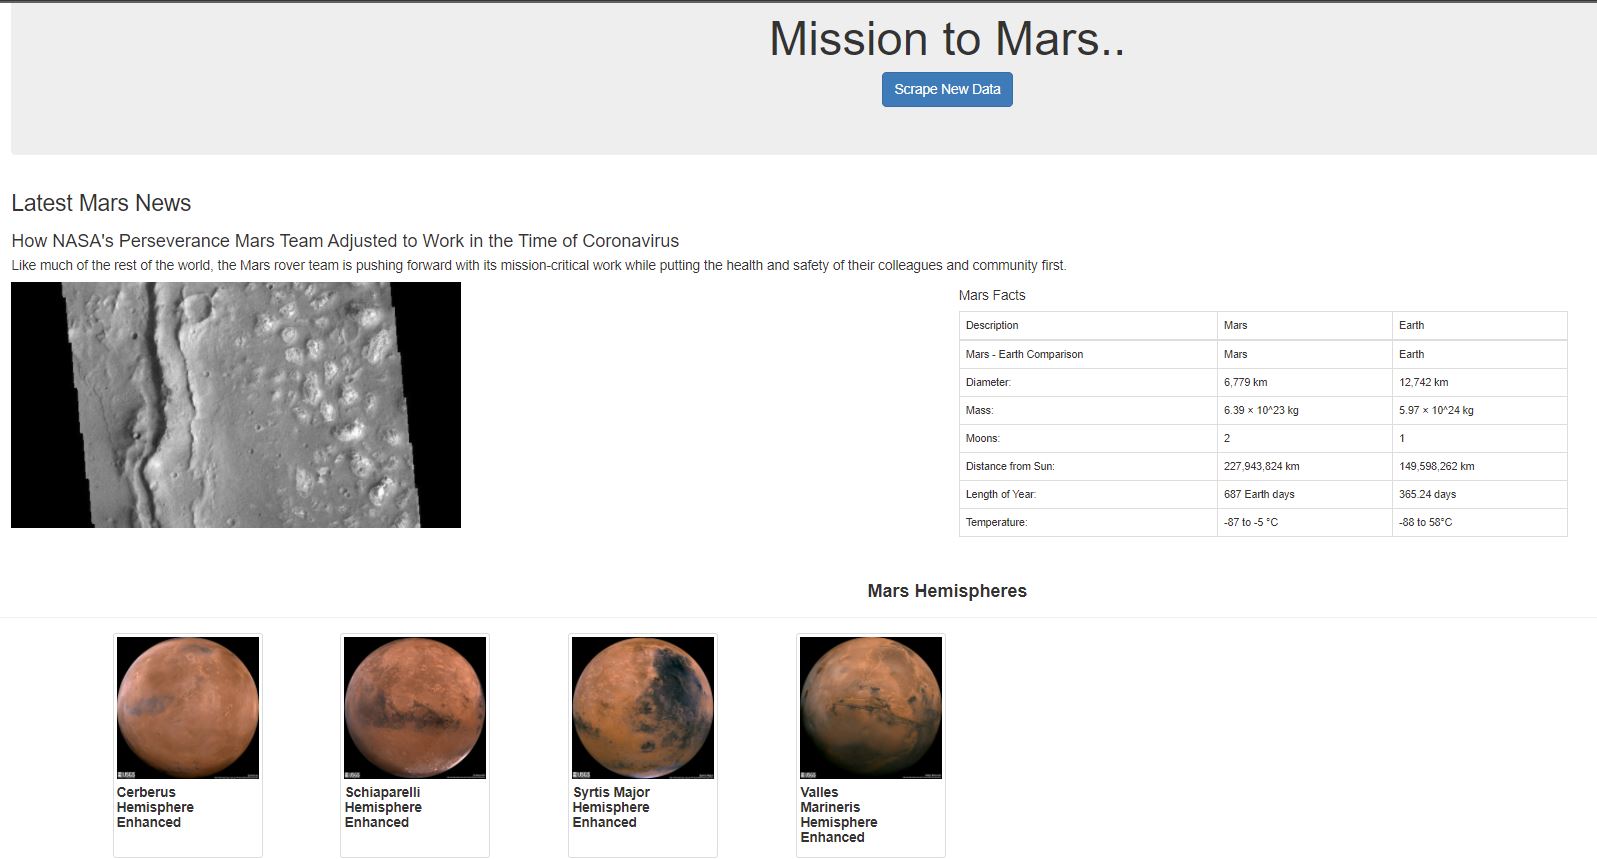 Mission to Mars..
Scrape New Data
Latest Mars News
How NASA's Perseverance Mars Team Adjusted to Work in the Time of Coronavirus
Like much of the rest of the world, the Mars rover team is pushing forward with its mission-critical work while putting the health and safety of their colleagues and community first.
Mars Facts
Description Mars Earth
Mars - Earth Comparison Mars Earth
Diameter: 6,779 km 12,742 km
Mass: 6.39 × 10^23 kg 5.97 × 10^24 kg
Moons: 2 1
Distance from Sun: 227,943,824 km 149,598,262 km
Length of Year: 687 Earth days 365.24 days
Temperature: -87 to -5 °C -88 to 58°C
Mars Hemispheres
USGS
Cerberus
Hemisphere
Enhanced
USGS
Schiaparelli
Hemisphere
Enhanced
USGS
Syrtis Major
Hemisphere
Enhanced
USGS
Valles
Marineris
Hemisphere
Enhanced